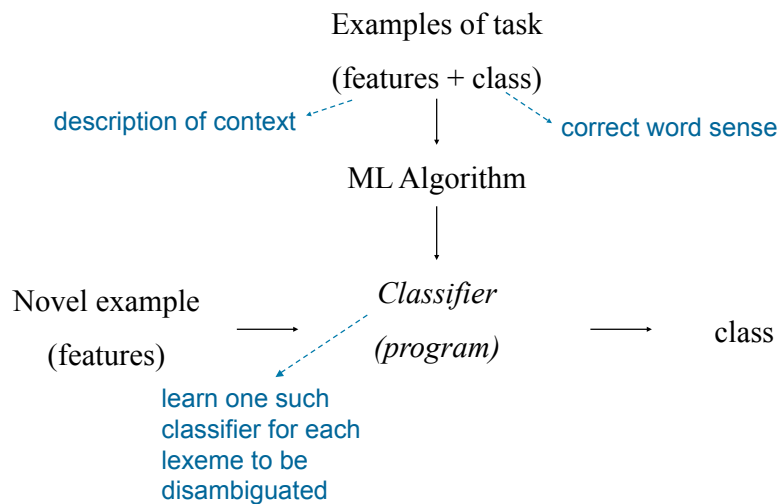 Examples of task
(features + class)
description of context
correct word sense
ML Algorithm
Novel example
(features)
Classifier
(program)
class
learn one such
classifier for each
lexeme to be
disambiguated